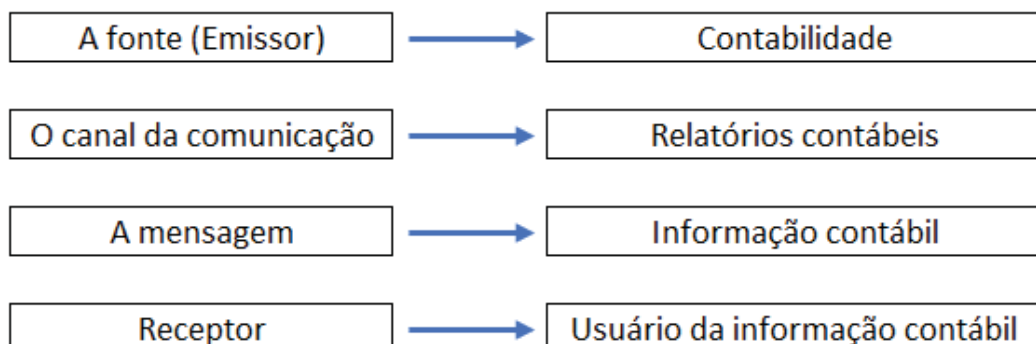 A fonte (Emissor)
Contabilidade
O canal da comunicação
Relatórios contábeis
A mensagem
Informação contábil
Receptor
Usuário da informação contábil